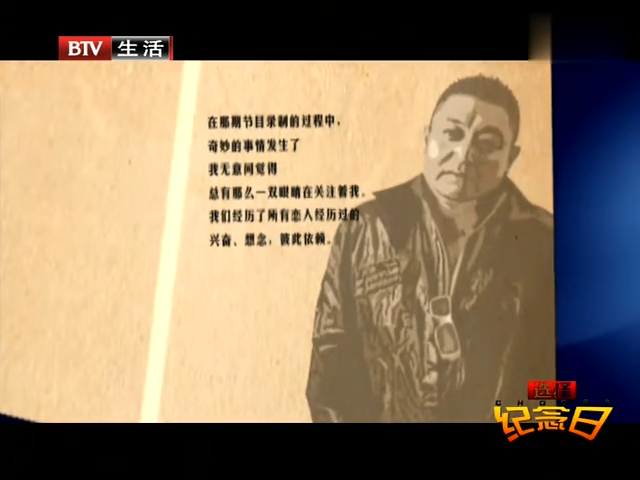 BTV 生活
在那期节目录制的过程中，
奇妙的事情发生了
我无意间觉得
总有那么一双眼睛在关注着我。
我们经历了所有恋人经历过的
兴奋、想念，彼此依赖。
选择
纪念日